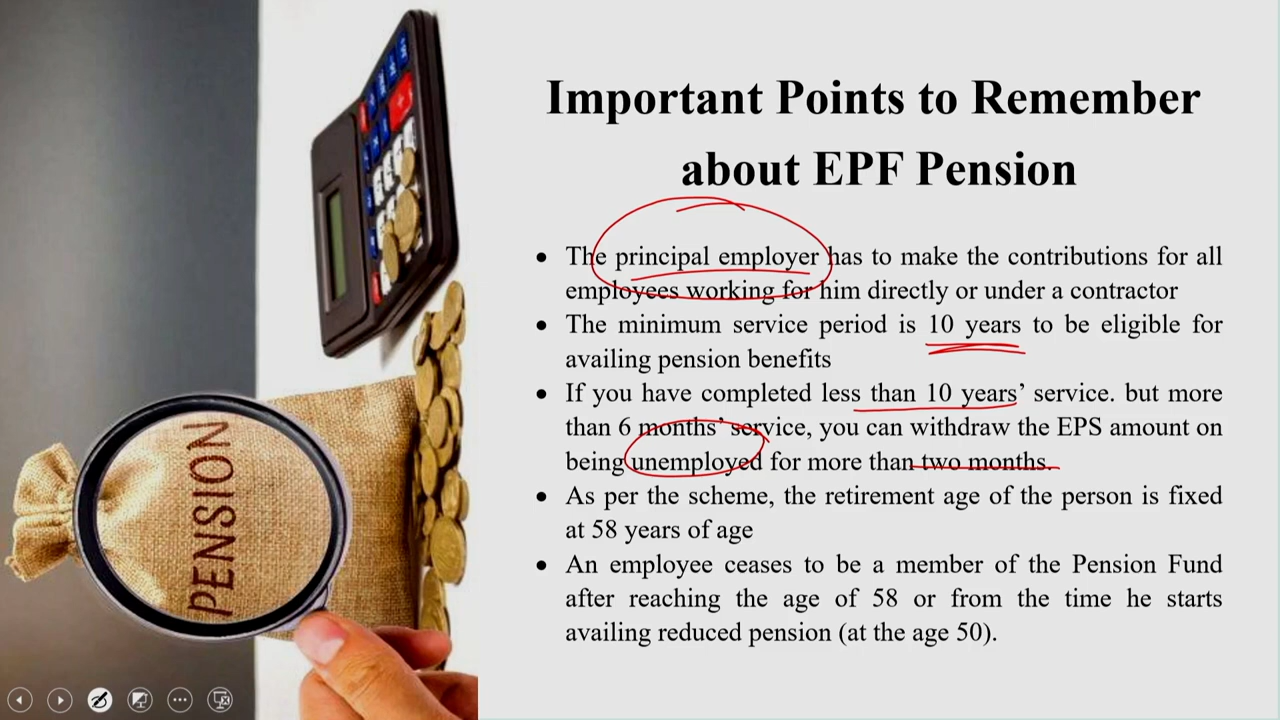 Important Points to Remember
about EPF Pension
• The principal employer has to make the contributions for all
employees working for him directly or under a contractor
• The minimum service period is 10 years to be eligible for
availing pension benefits
• If you have completed less than 10 years’ service. but more
than 6 months’ service, you can withdraw the EPS amount on
being unemployed for more than two months.
• As per the scheme, the retirement age of the person is fixed
at 58 years of age
• An employee ceases to be a member of the Pension Fund
after reaching the age of 58 or from the time he starts
availing reduced pension (at the age 50).
PENSION